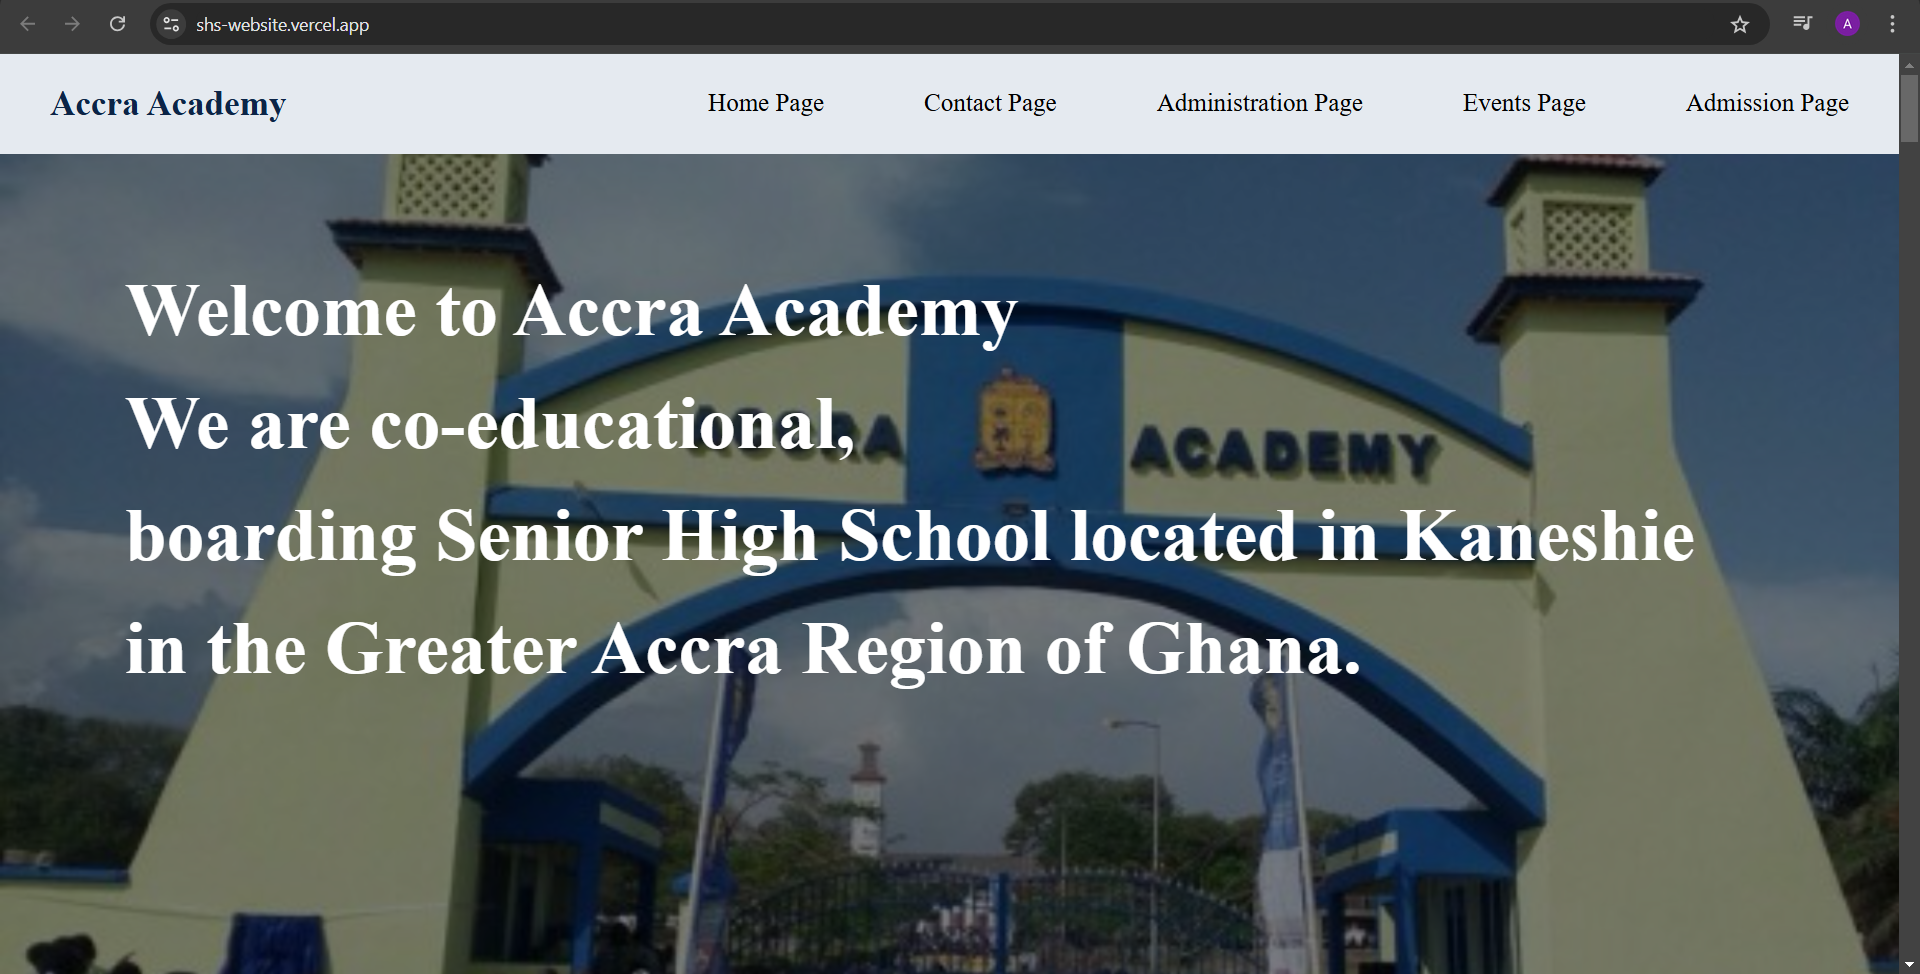 shs-website.vercel.app
A
Accra Academy
Home Page
Contact Page
Administration Page
Events Page
Admission Page
Welcome to Accra Academy
We are co-educational,
ACCRA ACADEMY
boarding Senior High School located in Kaneshie
in the Greater Accra Region of Ghana.